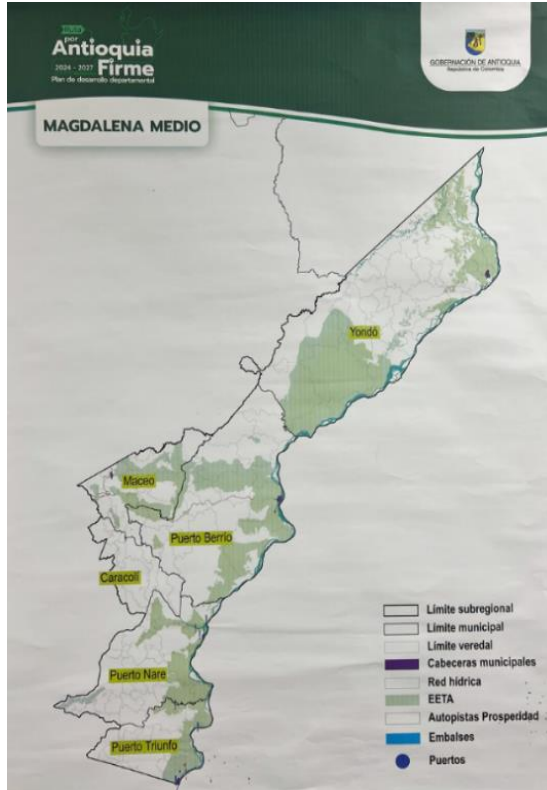 por
Antioquia
2024 - 2027 Firme
Plan de desarrollo departamental
GOBERNACIÓN DE ANTIOQUIA
República de Colombia
MAGDALENA MEDIO
Yondó
Maceo
Puerto Berrío
Caracolí
Puerto Nare
Puerto Triunfo
Límite subregional
Límite municipal
Límite veredal
Cabeceras municipales
Red hídrica
EETA
Autopistas Prosperidad
Embalses
Puertos